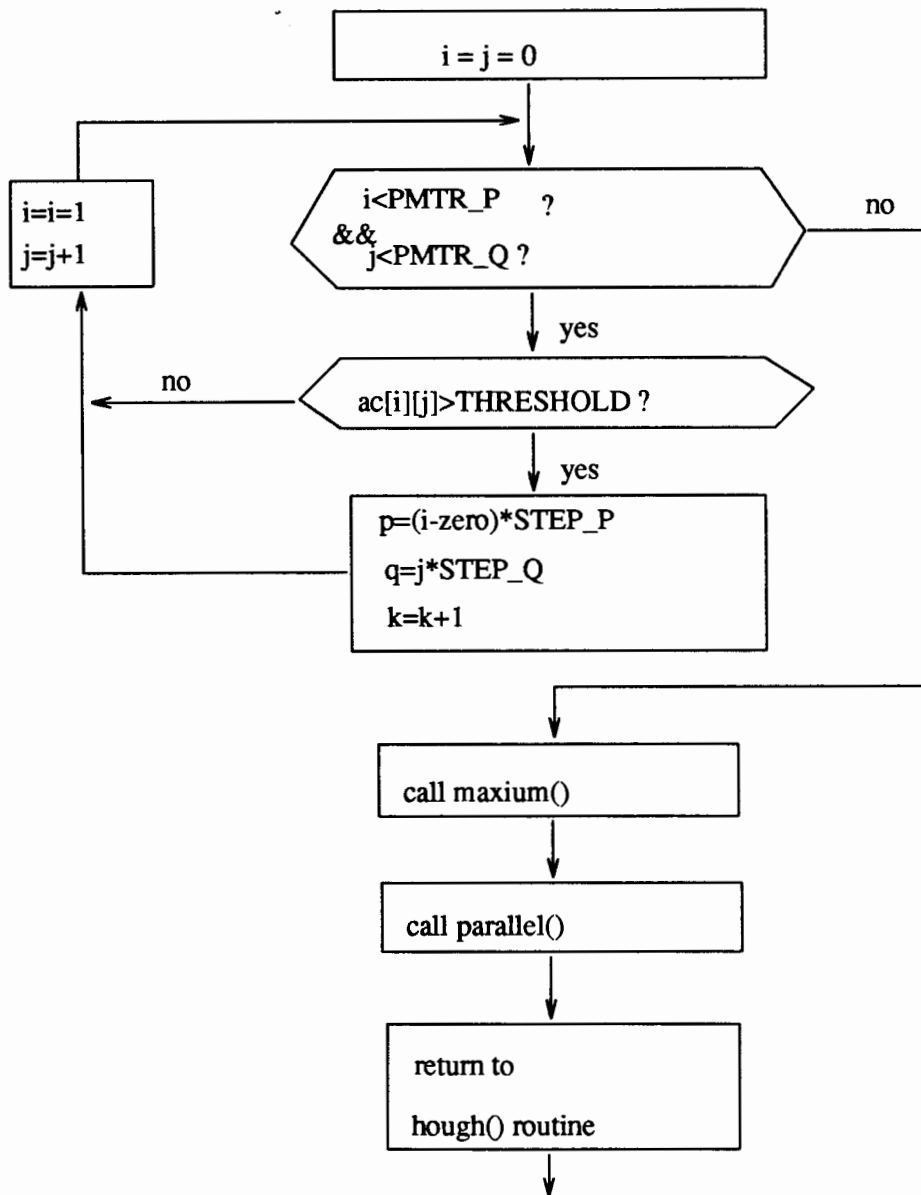 i = j = 0
i=i=1
j=j+1
i<PMTR_P ?
&&
j<PMTR_Q ?
no
yes
no
ac[i][j]>THRESHOLD ?
yes
p=(i-zero)*STEP_P
q=j*STEP_Q
k=k+1
call maxium()
call parallel()
return to
hough() routine